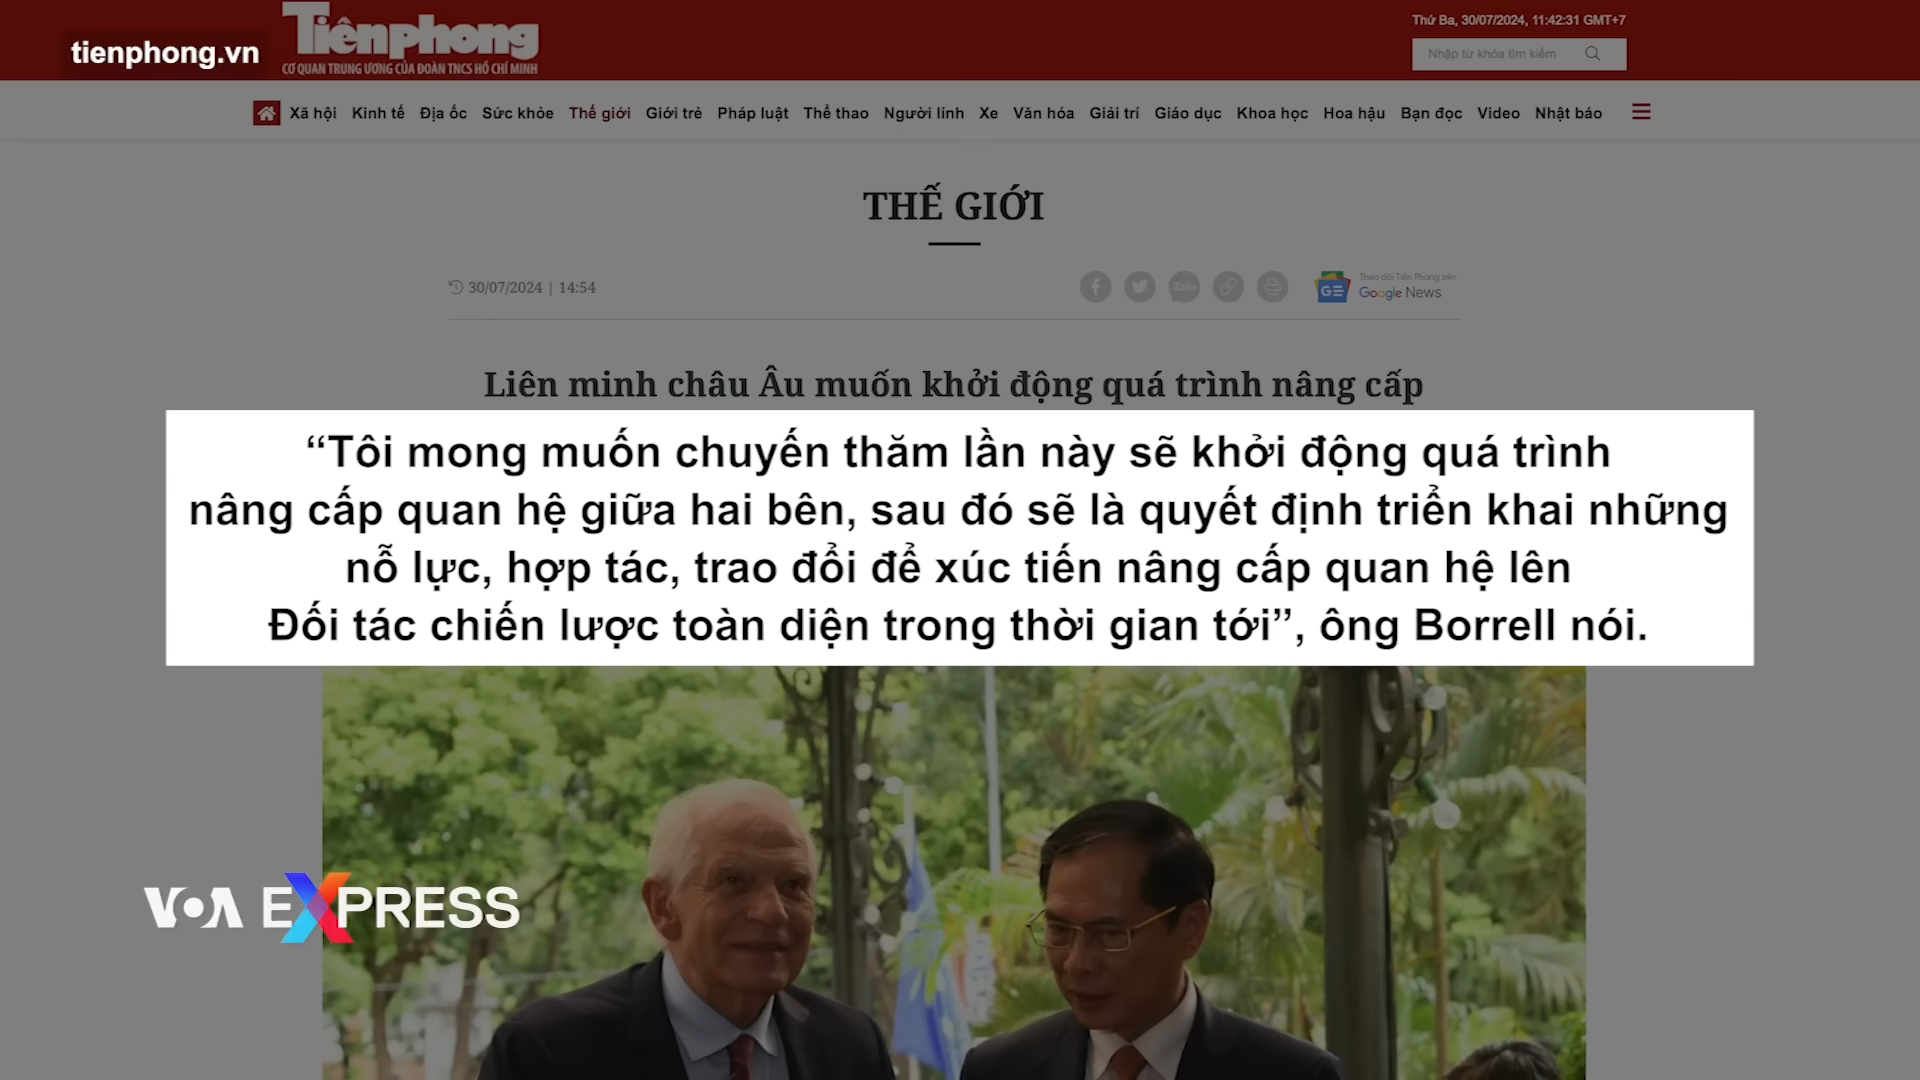 tienphong.vn
Tiênphong
CƠ QUAN TRUNG ƯƠNG CỦA ĐOÀN TNCS HỒ CHÍ MINH
Thứ Ba, 30/07/2024, 11:42:31 GMT+7
Nhập từ khóa tìm kiếm
Xã hội Kinh tế Địa ốc Sức khỏe Thế giới Giới trẻ Pháp luật Thể thao Người lính Xe Văn hóa Giải trí Giáo dục Khoa học Hoa hậu Bạn đọc Video Nhật báo
THẾ GIỚI
30/07/2024 | 14:54
Zalo
GE
Theo dõi Tiền Phong trên
Google News
Liên minh châu Âu muốn khởi động quá trình nâng cấp
“Tôi mong muốn chuyến thăm lần này sẽ khởi động quá trình
nâng cấp quan hệ giữa hai bên, sau đó sẽ là quyết định triển khai những
nỗ lực, hợp tác, trao đổi để xúc tiến nâng cấp quan hệ lên
Đối tác chiến lược toàn diện trong thời gian tới”, ông Borrell nói.
VOA EXPRESS